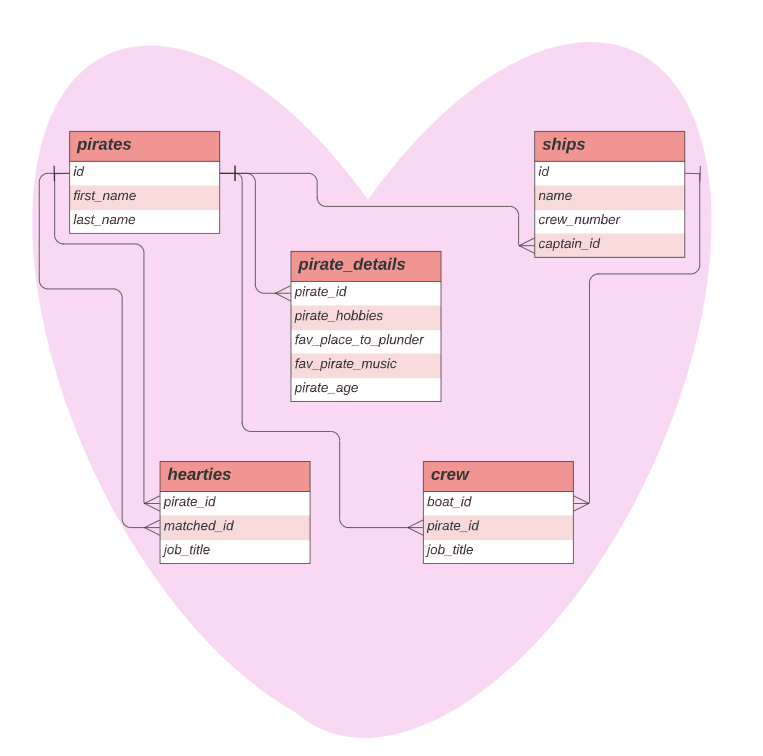 pirates
id
first_name
last_name
ships
id
name
crew_number
captain_id
pirate_details
pirate_id
pirate_hobbies
fav_place_to_plunder
fav_pirate_music
pirate_age
hearties
pirate_id
matched_id
job_title
crew
boat_id
pirate_id
job_title